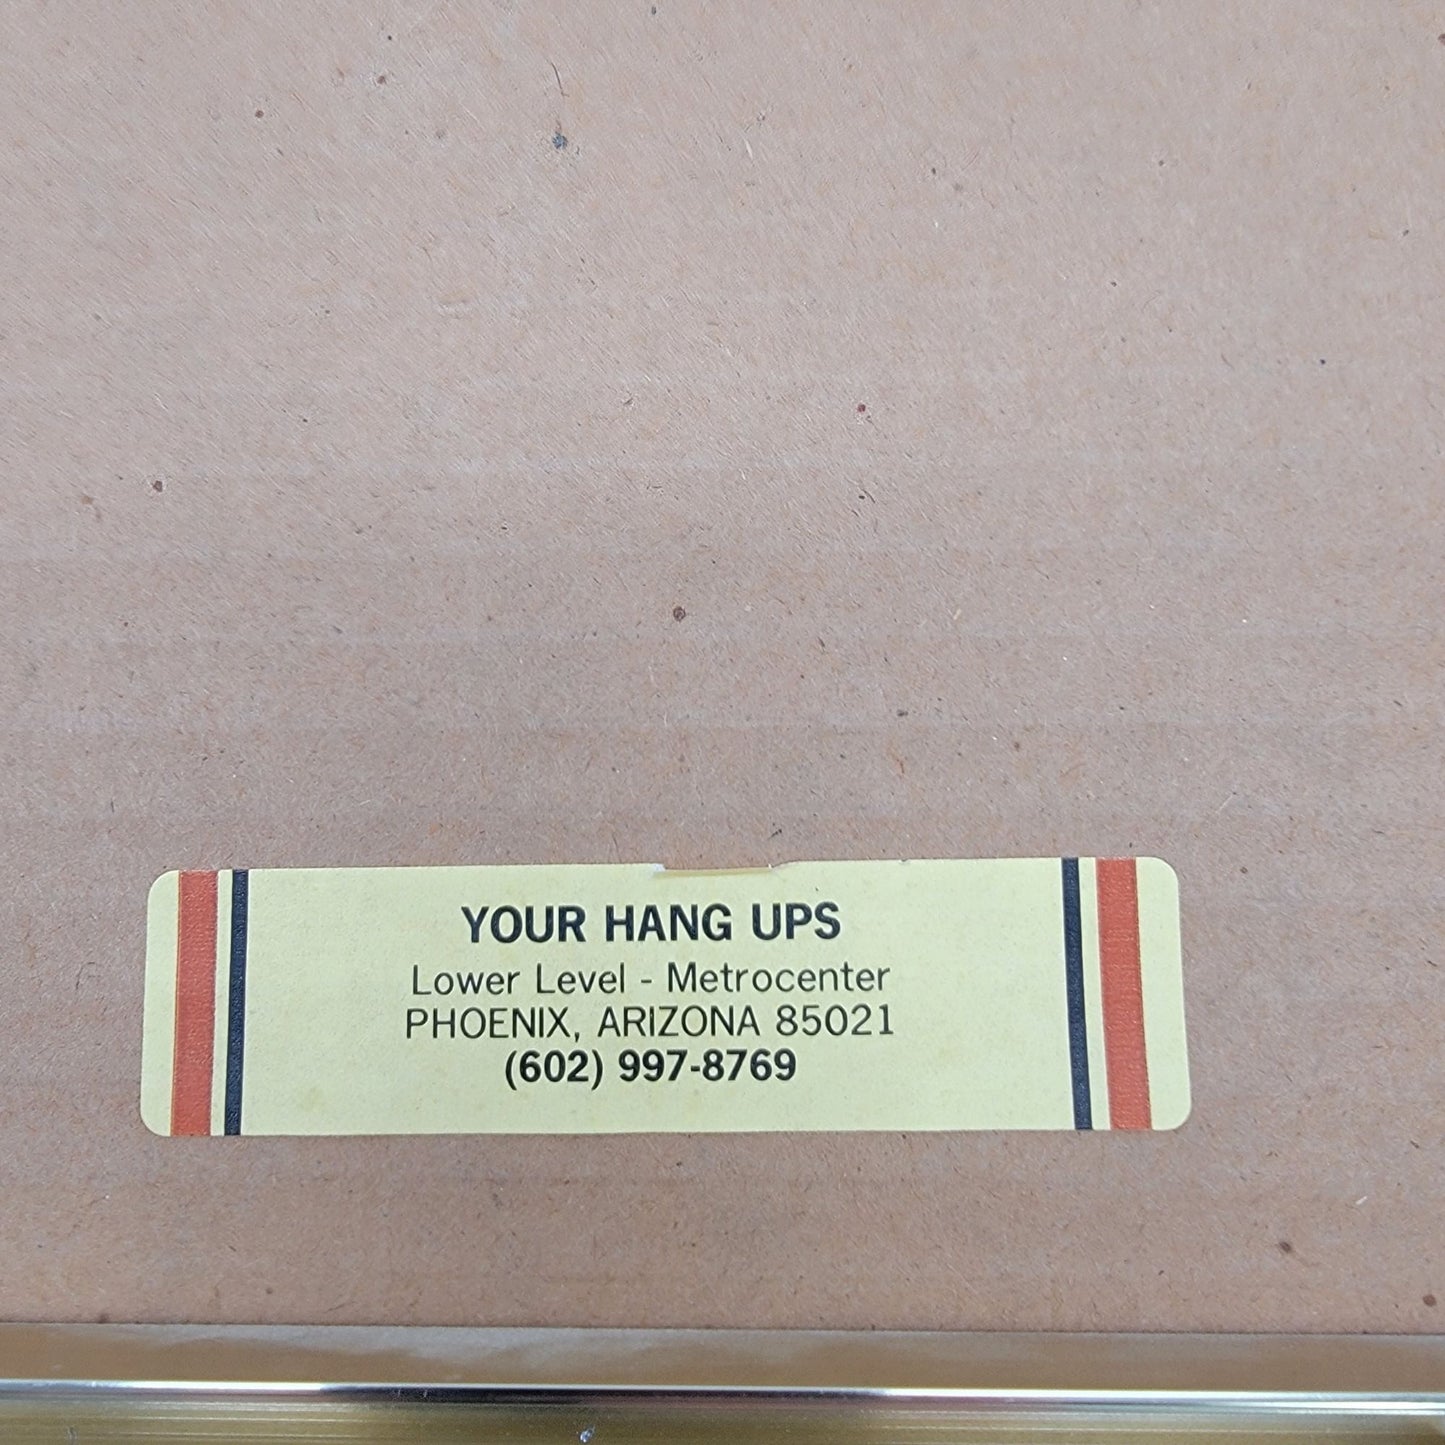 YOUR HANG UPS
Lower Level - Metrocenter
PHOENIX, ARIZONA 85021
(602) 997-8769